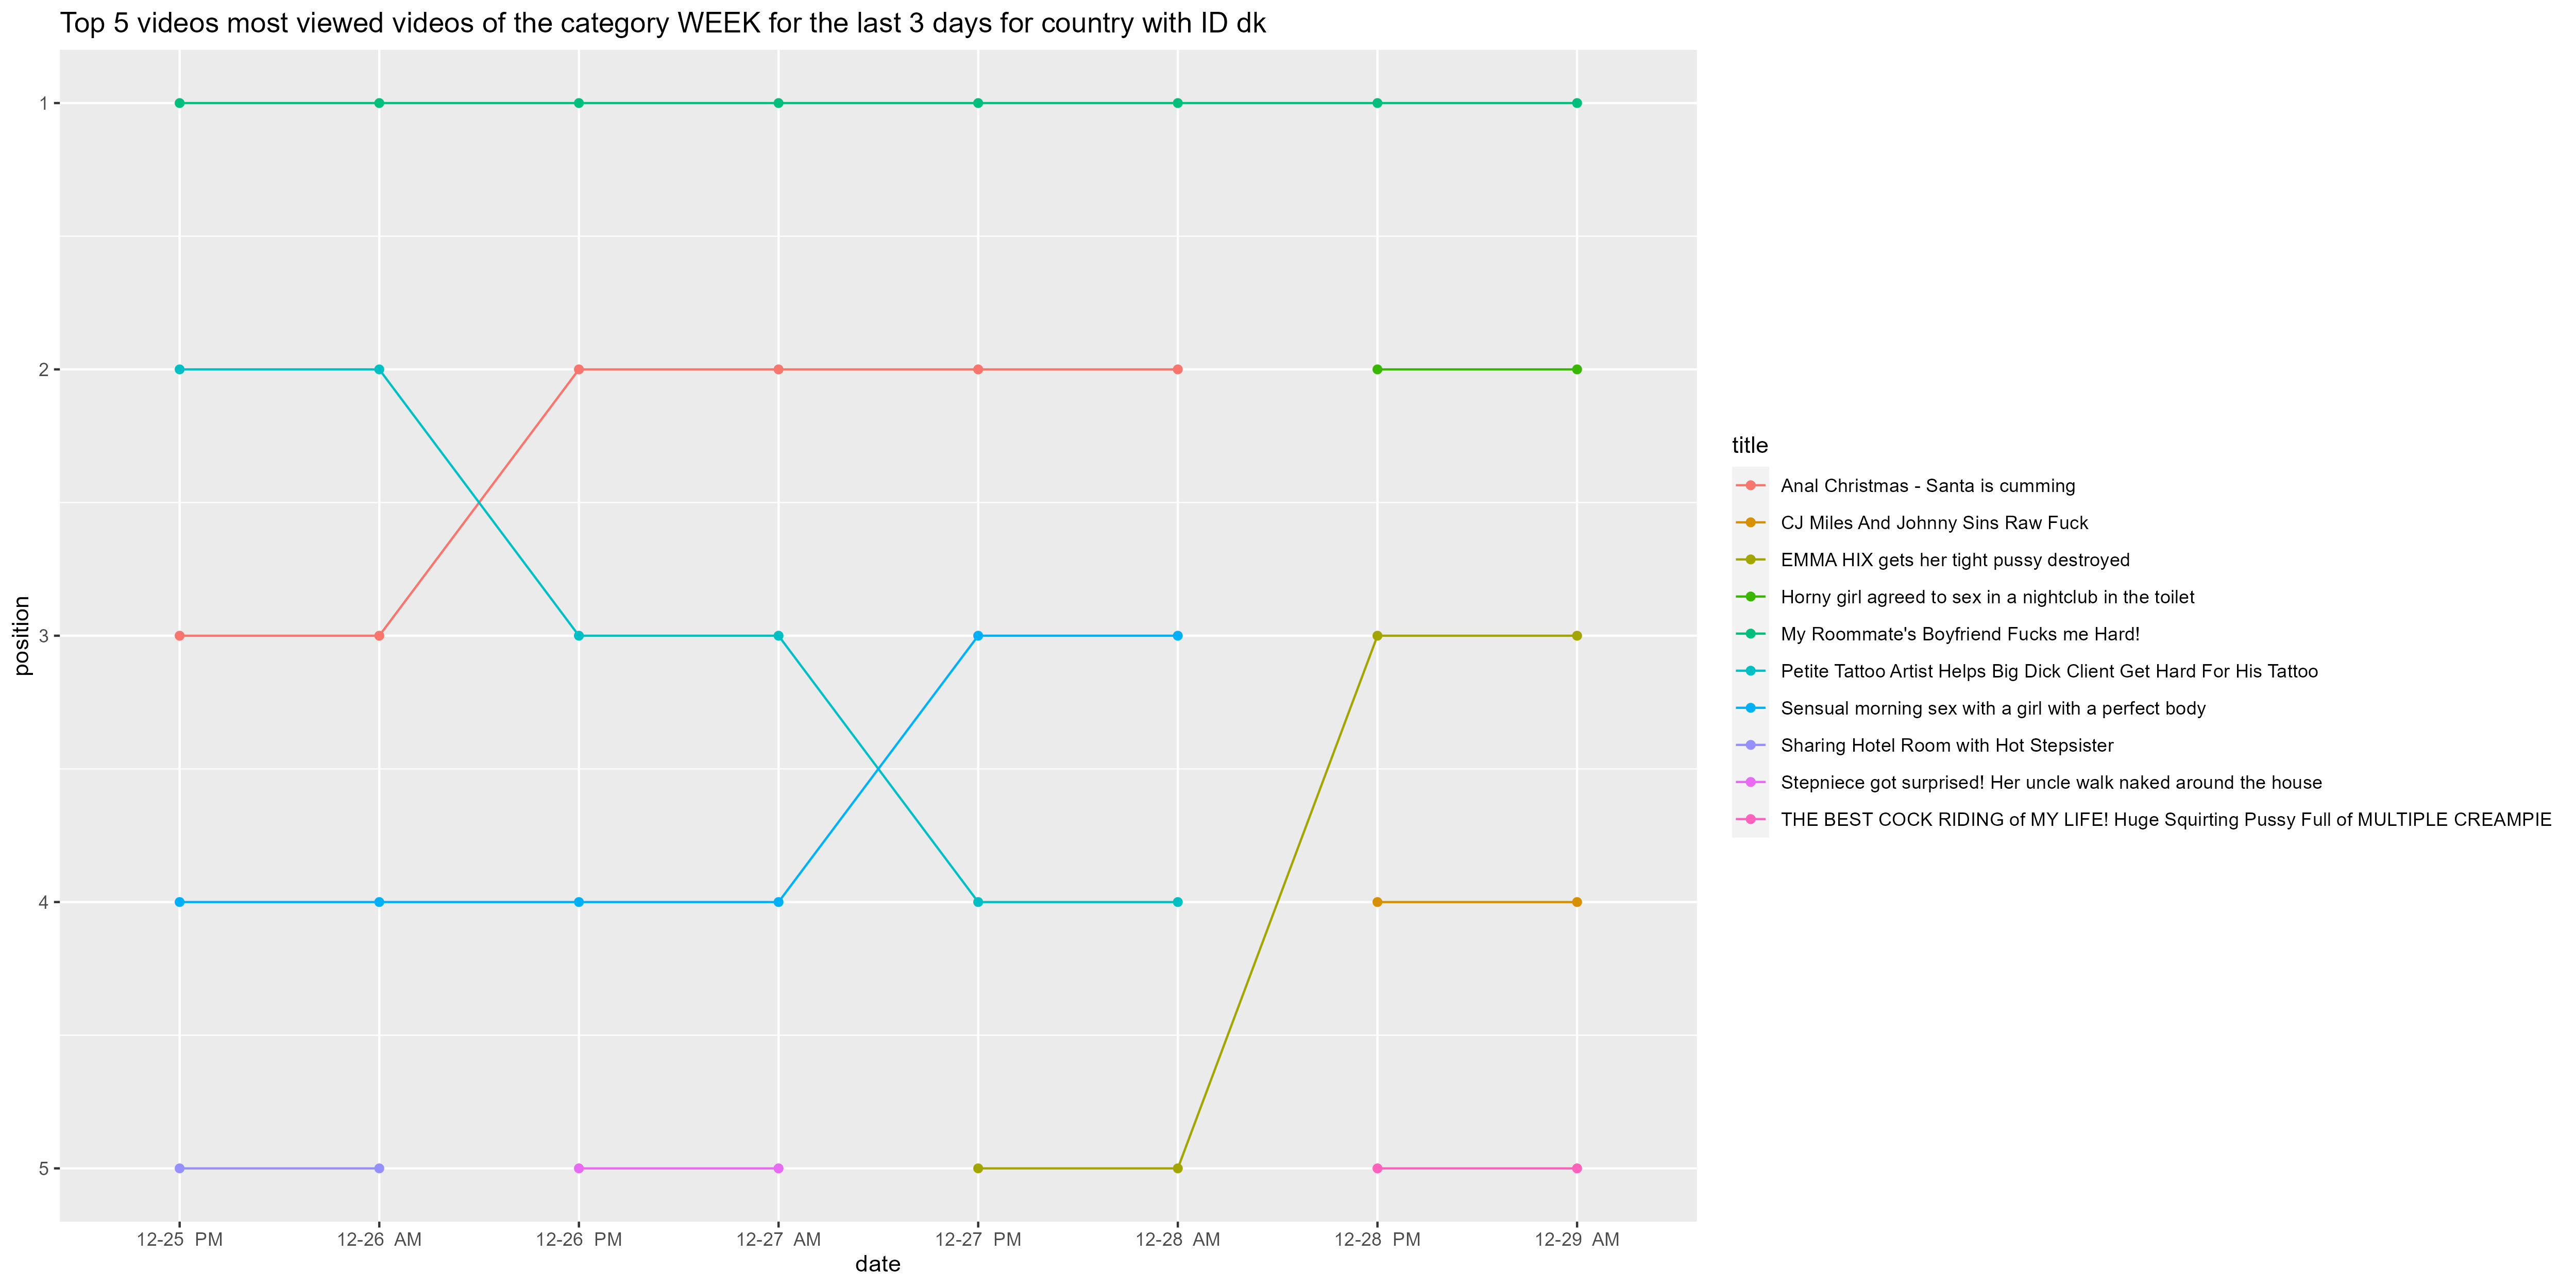 Top 5 videos most viewed videos of the category WEEK for the last 3 days for country with ID dk
position
1
2
3
4
5
12-25 PM
12-26 AM
12-26 PM
12-27 AM
12-27 PM
12-28 AM
12-28 PM
12-29 AM
date
title
Anal Christmas - Santa is cumming
CJ Miles And Johnny Sins Raw Fuck
EMMA HIX gets her tight pussy destroyed
Horny girl agreed to sex in a nightclub in the toilet
My Roommate's Boyfriend Fucks me Hard!
Petite Tattoo Artist Helps Big Dick Client Get Hard For His Tattoo
Sensual morning sex with a girl with a perfect body
Sharing Hotel Room with Hot Stepsister
Stepniece got surprised! Her uncle walk naked around the house
THE BEST COCK RIDING of MY LIFE! Huge Squirting Pussy Full of MULTIPLE CREAMPIE